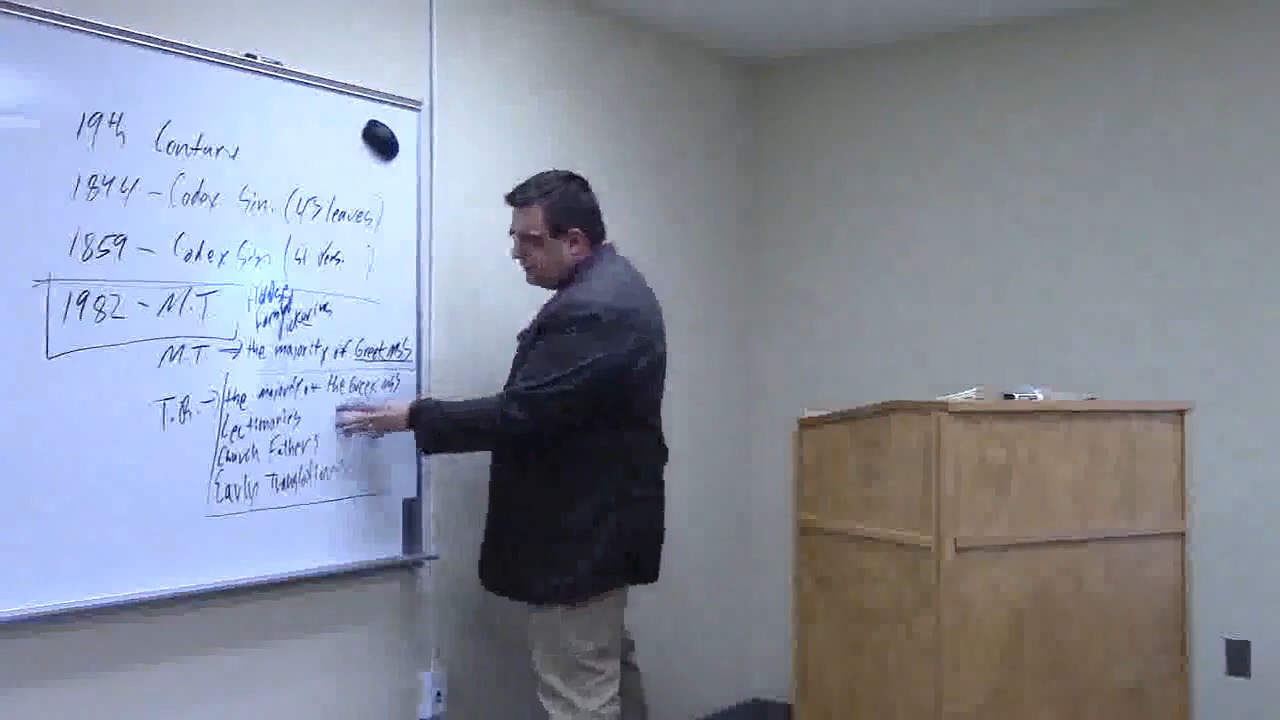 19th Century
1844 - Codex Sin. (43 leaves)
1859 - Codex Sin
1982 - M.T
M.T → the majority of Greek MSS
T.R. → the majority of the Greek MSS
Lectionaries
Church Fathers
Early Translations